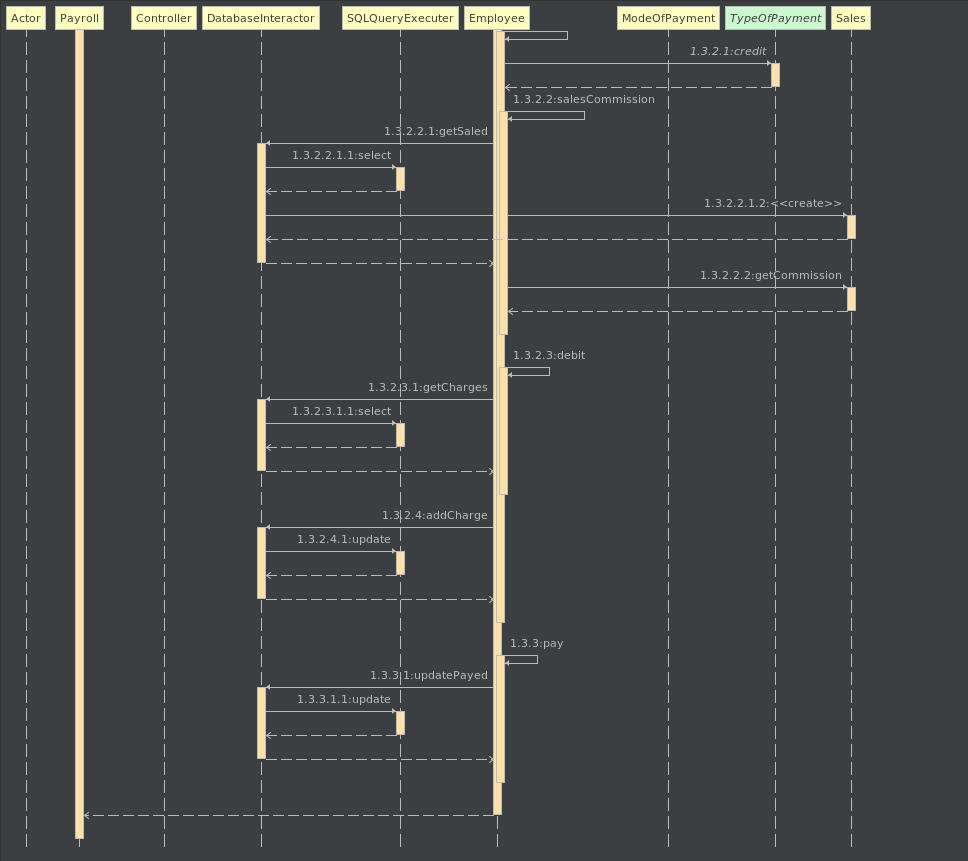 Actor
Payroll
Controller
DatabaseInteractor
SQLQueryExecuter
Employee
ModeOfPayment
TypeOfPayment
Sales
1.3.2.1:credit
1.3.2.2:salesCommission
1.3.2.2.1:getSaled
1.3.2.2.1.1:select
1.3.2.2.1.2:<<create>>
1.3.2.2.2:getCommission
1.3.2.3:debit
1.3.2.3.1:getCharges
1.3.2.3.1.1:select
1.3.2.4:addCharge
1.3.2.4.1:update
1.3.3:pay
1.3.3.1:updatePayed
1.3.3.1.1:update